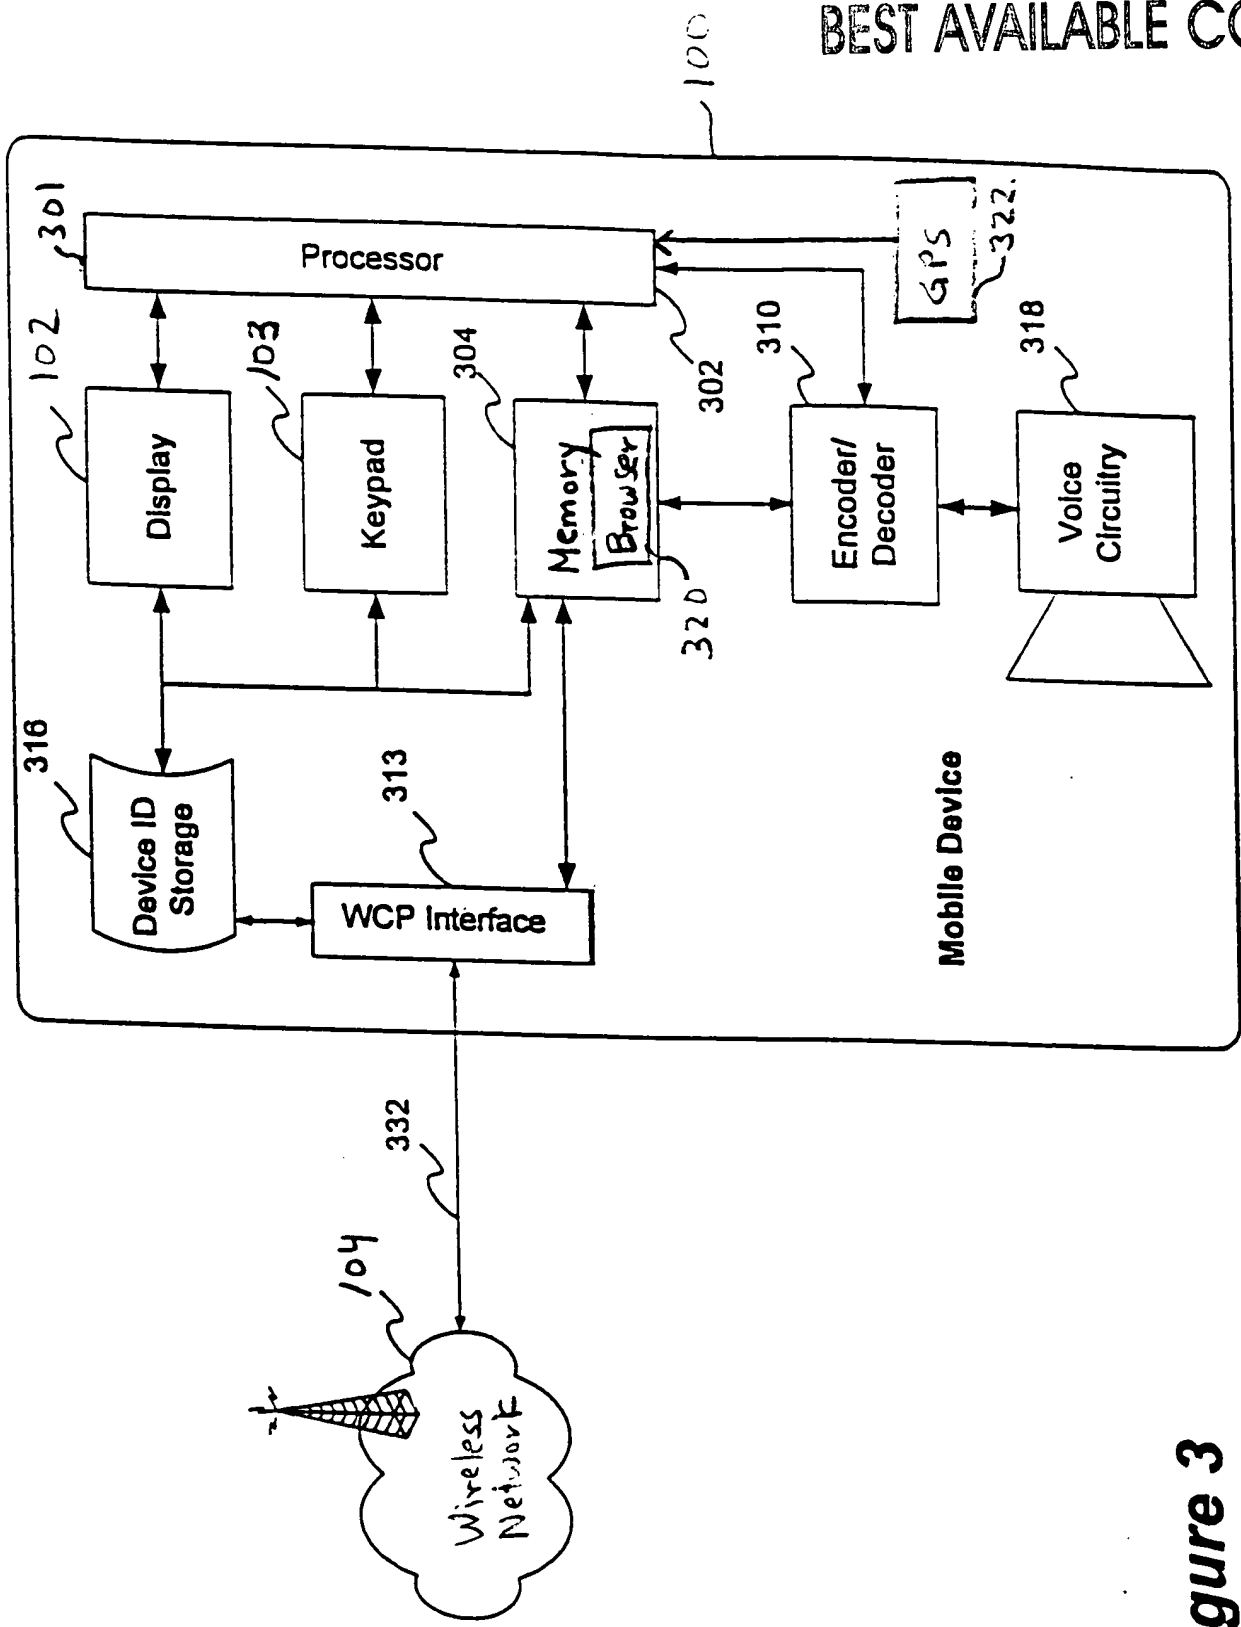 BEST AVAILABLE CO
100
301
Processor
102
Display
103
Keypad
304
Memory
Browser
320
302
310
Encoder/
Decoder
GPS
322
318
Voice
Circuitry
316
Device ID
Storage
313
WCP Interface
Mobile Device
332
104
Wireless
Network
gure 3